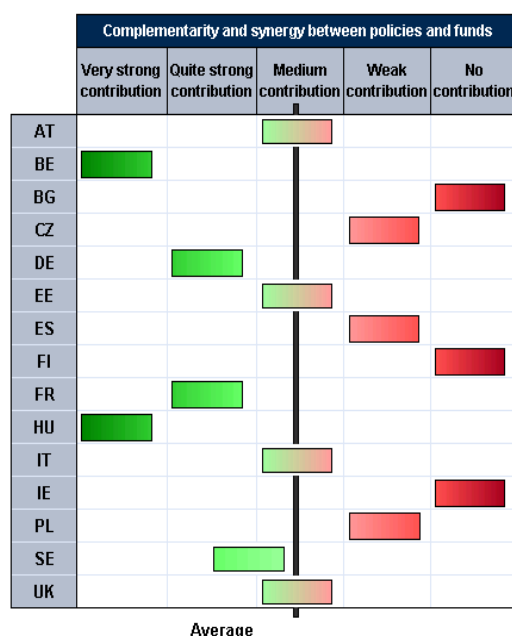 Complementarity and synergy between policies and funds
Very strong contribution
Quite strong contribution
Medium contribution
Weak contribution
No contribution
AT
BE
BG
CZ
DE
EE
ES
FI
FR
HU
IT
IE
PL
SE
UK
Average